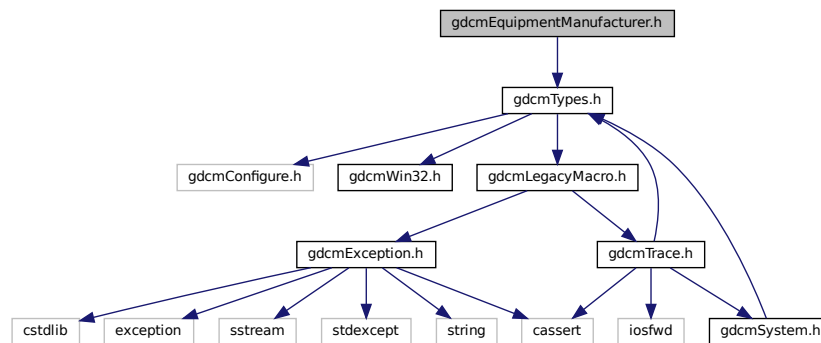 gdcmEquipmentManufacturer.h
gdcmTypes.h
gdcmConfigure.h
gdcmWin32.h
gdcmLegacyMacro.h
gdcmException.h
gdcmTrace.h
cstdlib
exception
sstream
stdexcept
string
cassert
iosfwd
gdcmSystem.h